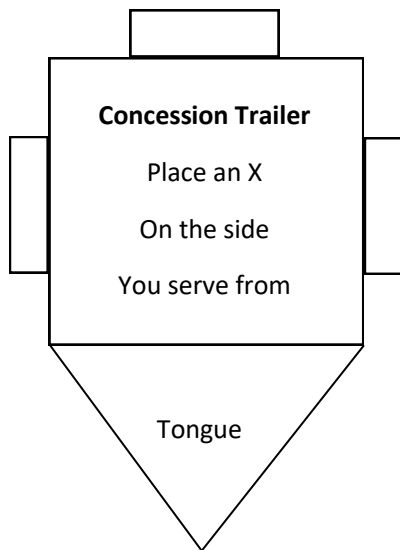 Concession Trailer
Place an X
On the side
You serve from
Tongue